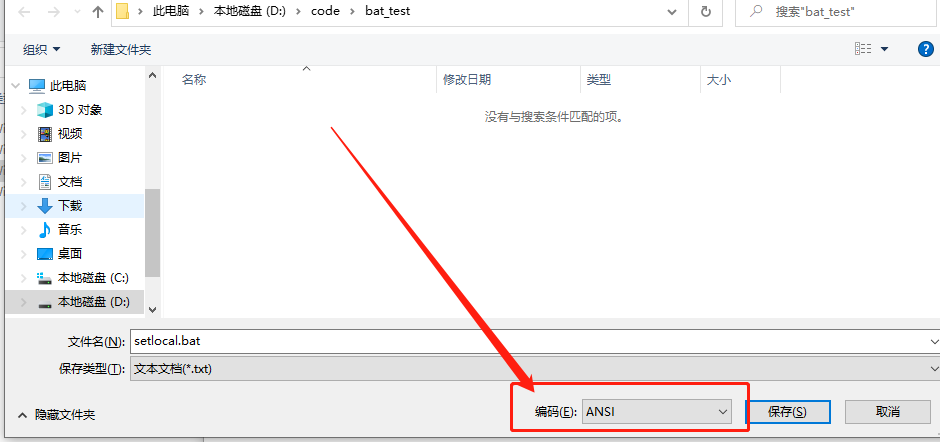 此电脑 > 本地磁盘 (D:) > code > bat_test
搜索"bat_test"
组织 新建文件夹
此电脑
3D 对象
视频
图片
文档
下载
音乐
桌面
本地磁盘 (C:)
本地磁盘 (D:)
名称 修改日期 类型 大小
没有与搜索条件匹配的项。
文件名(N): setlocal.bat
保存类型(T): 文本文档(*.txt)
隐藏文件夹 编码(E): ANSI 保存(S) 取消